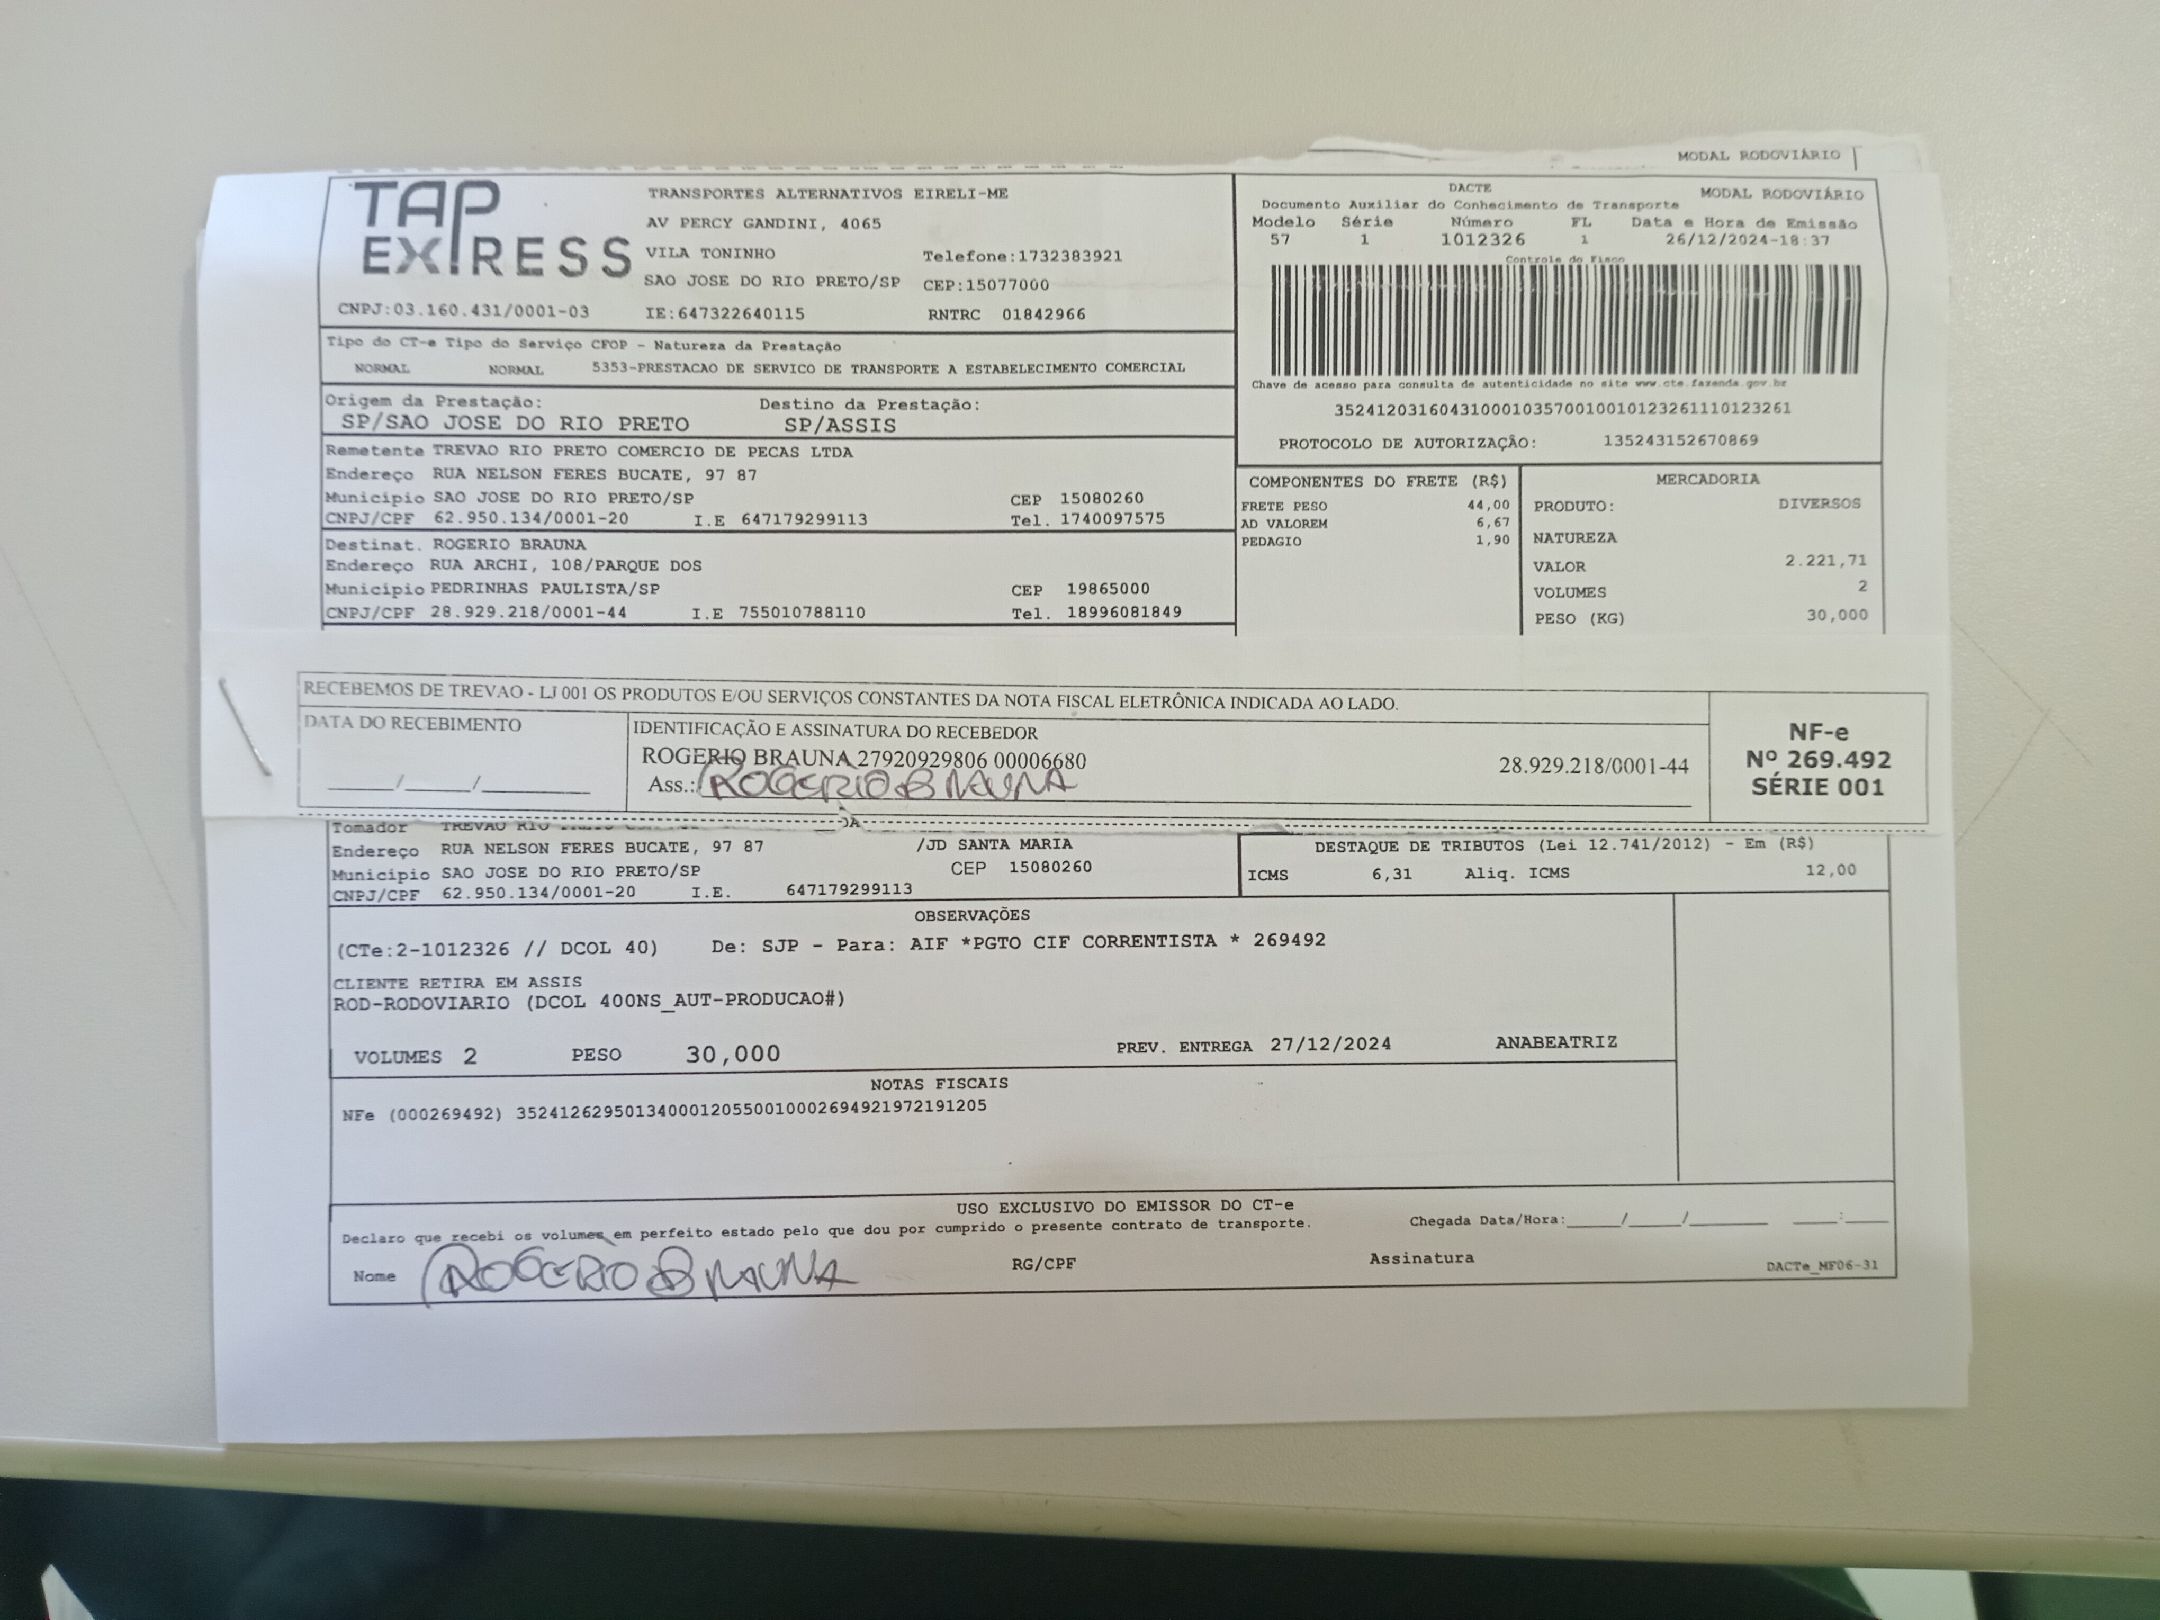 MODAL RODOVIÁRIO
TAP EXPRESS
TRANSPORTES ALTERNATIVOS EIRELI-ME
AV PERCY GANDINI, 4065
VILA TONINHO Telefone:1732383921
SAO JOSE DO RIO PRETO/SP CEP:15077000
CNPJ:03.160.431/0001-03 IE:647322640115 RNTRC 01842966
DACTE MODAL RODOVIÁRIO
Documento Auxiliar do Conhecimento de Transporte
Modelo Série Número FL Data e Hora de Emissão
57 1 1012326 1 26/12/2024-18:37
Controle do Fisco
Chave de acesso para consulta de autenticidade no site www.cte.fazenda.gov.br
35241203160431000103570010010123261110123261
PROTOCOLO DE AUTORIZAÇÃO: 135243152670869
Tipo do CT-e Tipo do Serviço CFOP - Natureza da Prestação
NORMAL NORMAL 5353-PRESTACAO DE SERVICO DE TRANSPORTE A ESTABELECIMENTO COMERCIAL
Origem da Prestação: Destino da Prestação:
SP/SAO JOSE DO RIO PRETO SP/ASSIS
Remetente TREVAO RIO PRETO COMERCIO DE PECAS LTDA
Endereço RUA NELSON FERES BUCATE, 97 87
Município SAO JOSE DO RIO PRETO/SP CEP 15080260
CNPJ/CPF 62.950.134/0001-20 I.E 647179299113 Tel. 1740097575
Destinat. ROGERIO BRAUNA
Endereço RUA ARCHI, 108/PARQUE DOS
Município PEDRINHAS PAULISTA/SP CEP 19865000
CNPJ/CPF 28.929.218/0001-44 I.E 755010788110 Tel. 18996081849
COMPONENTES DO FRETE (R$)
FRETE PESO 44,00
AD VALOREM 6,67
PEDAGIO 1,90
MERCADORIA
PRODUTO: DIVERSOS
NATUREZA
VALOR 2.221,71
VOLUMES 2
PESO (KG) 30,000
RECEBEMOS DE TREVAO - LJ 001 OS PRODUTOS E/OU SERVIÇOS CONSTANTES DA NOTA FISCAL ELETRÔNICA INDICADA AO LADO.
DATA DO RECEBIMENTO
____/____/________
IDENTIFICAÇÃO E ASSINATURA DO RECEBEDOR
ROGERIO BRAUNA 27920929806 00006680 28.929.218/0001-44
Ass.: ROGERIO BRAUNA
NF-e
Nº 269.492
SÉRIE 001
Tomador TREVAO RIO
Endereço RUA NELSON FERES BUCATE, 97 87 /JD SANTA MARIA
Município SAO JOSE DO RIO PRETO/SP CEP 15080260
CNPJ/CPF 62.950.134/0001-20 I.E. 647179299113
DESTAQUE DE TRIBUTOS (Lei 12.741/2012) - Em (R$)
ICMS 6,31 Aliq. ICMS 12,00
OBSERVAÇÕES
(CTe:2-1012326 // DCOL 40) De: SJP - Para: AIF *PGTO CIF CORRENTISTA * 269492
CLIENTE RETIRA EM ASSIS
ROD-RODOVIARIO (DCOL 400NS_AUT-PRODUCAO#)
VOLUMES 2 PESO 30,000 PREV. ENTREGA 27/12/2024 ANABEATRIZ
NOTAS FISCAIS
NFe (000269492) 35241262950134000120550010002694921972191205
USO EXCLUSIVO DO EMISSOR DO CT-e
Declaro que recebi os volumes em perfeito estado pelo que dou por cumprido o presente contrato de transporte. Chegada Data/Hora:____/____/______ __:__
Nome ROGERIO BRAUNA RG/CPF Assinatura DACTe_MF06-31